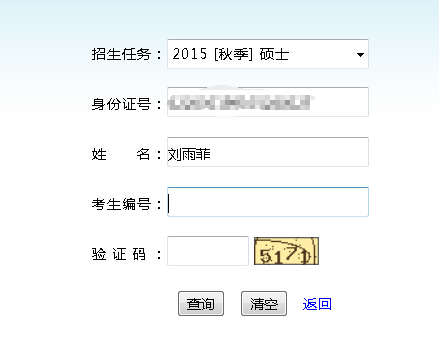 招生任务：2015 [秋季] 硕士
身份证号：
姓 名：刘雨菲
考生编号：
验 证 码 ：5171
查询 清空 返回